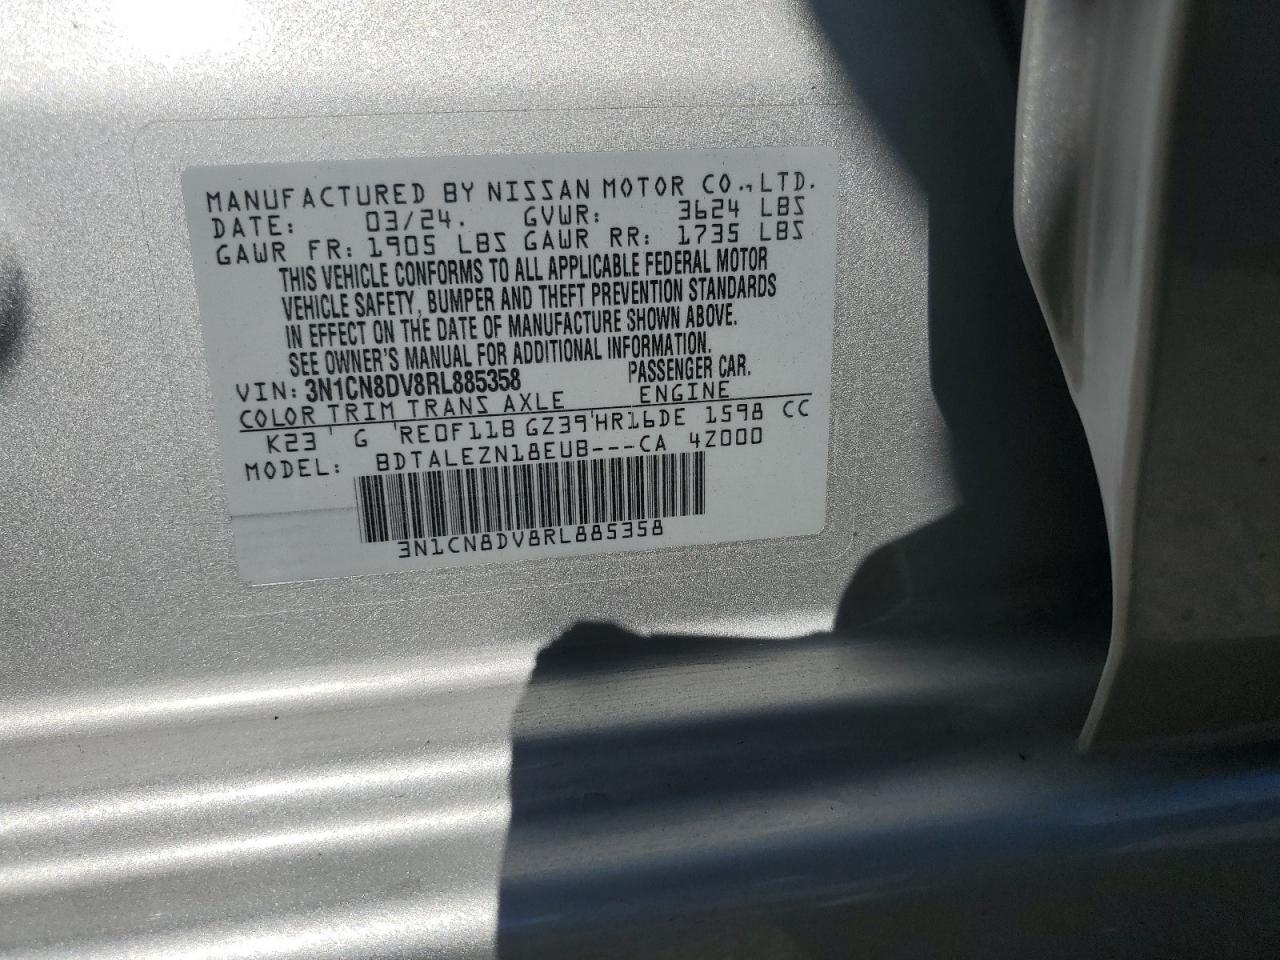 MANUFACTURED BY NISSAN MOTOR CO., LTD.
DATE: 03/24. GVWR: 3624 LBS
GAWR FR: 1905 LBS GAWR RR: 1735 LBS
THIS VEHICLE CONFORMS TO ALL APPLICABLE FEDERAL MOTOR
VEHICLE SAFETY, BUMPER AND THEFT PREVENTION STANDARDS
IN EFFECT ON THE DATE OF MANUFACTURE SHOWN ABOVE.
SEE OWNER'S MANUAL FOR ADDITIONAL INFORMATION.
VIN: 3N1CN8DV8RL885358 PASSENGER CAR.
COLOR TRIM TRANS AXLE ENGINE
K23 G RE0F11B GZ39 HR16DE 1598 CC
MODEL: BDTALEZN18EUB---CA 4Z000
3N1CN8DV8RL885358